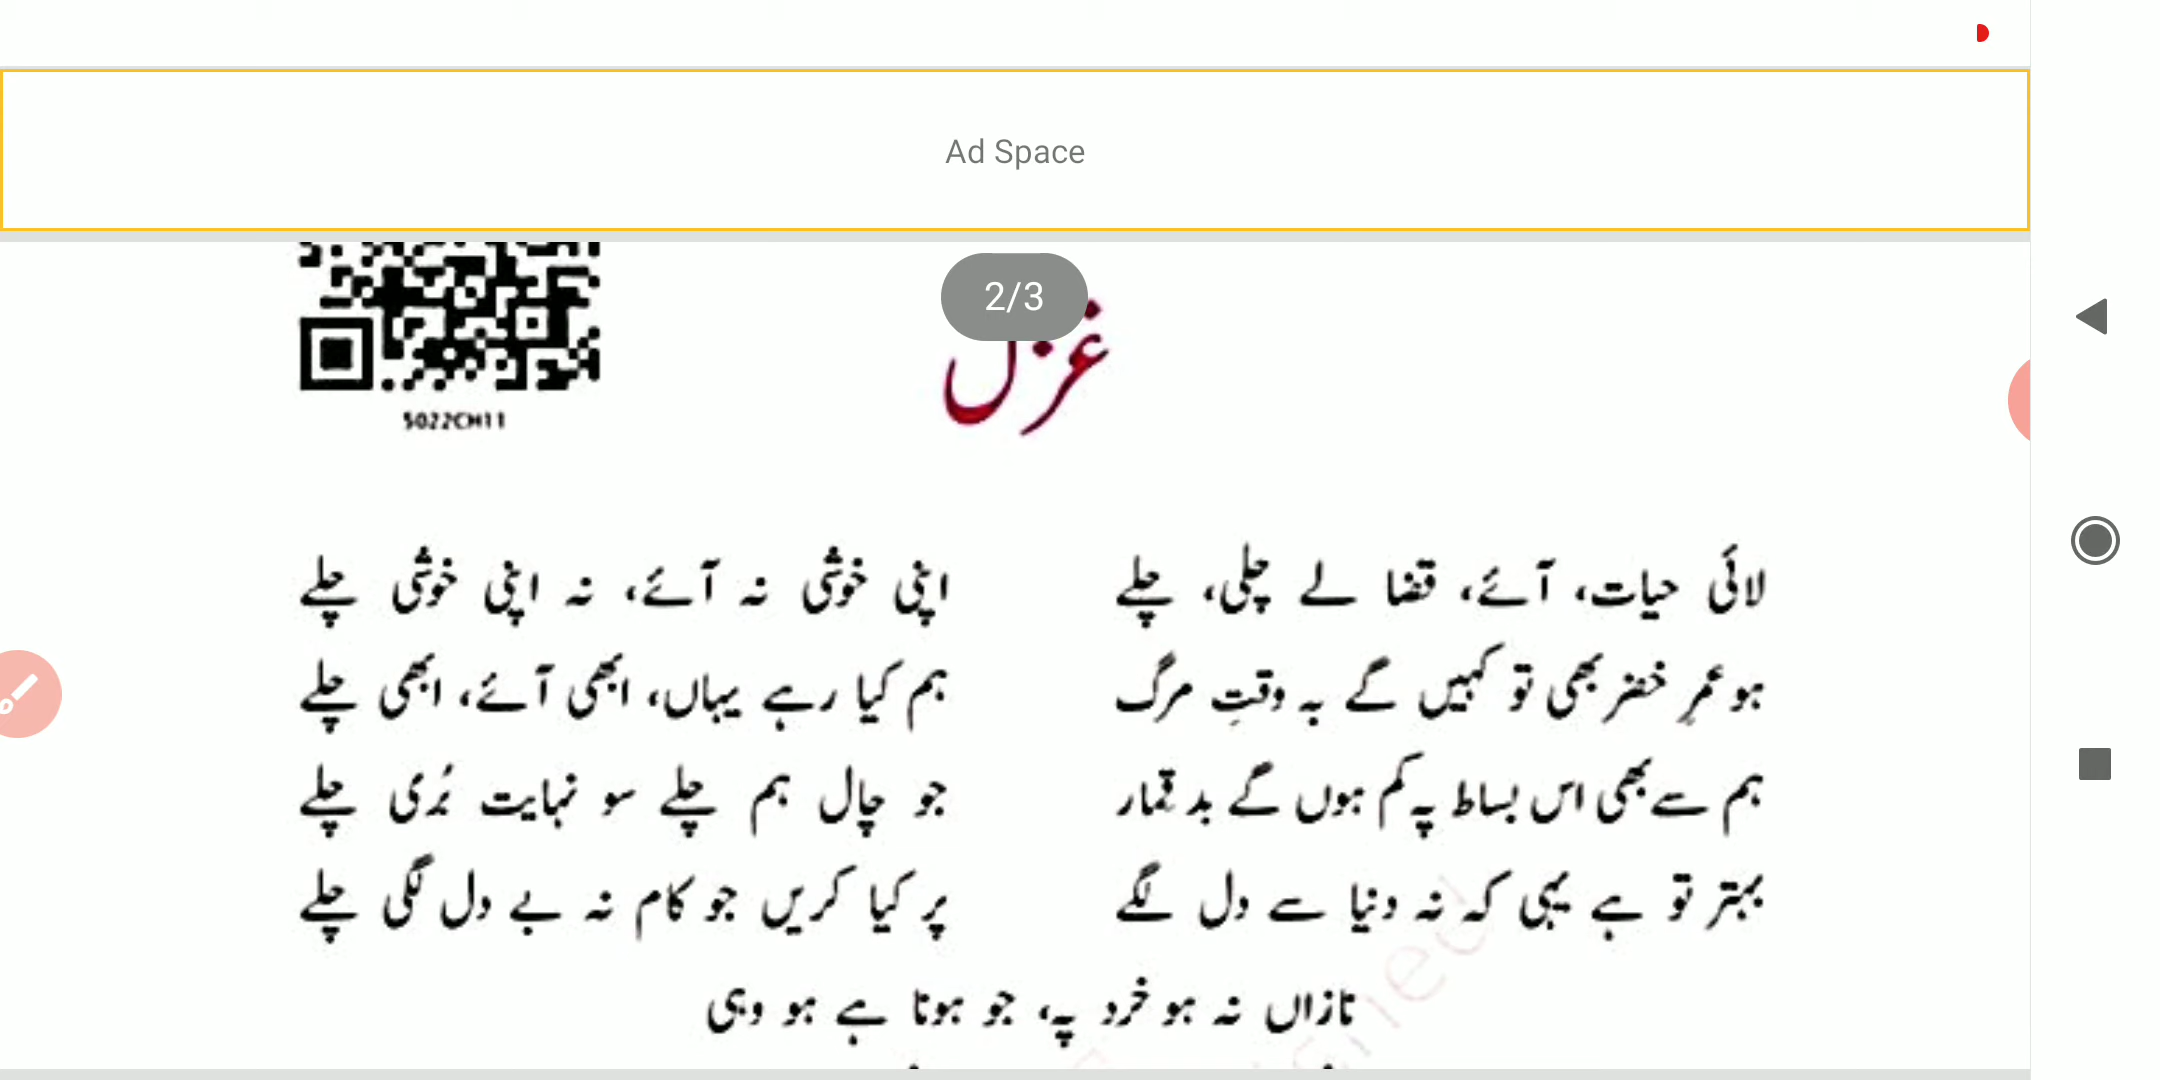 Ad Space
2/3
غزل
5022CH11
لائی حیات، آئے، قضا لے چلی، چلے اپنی خوشی نہ آئے، نہ اپنی خوشی چلے
ہو عمرِ خضر بھی تو کہیں گے بہ وقتِ مرگ ہم کیا رہے یہاں، ابھی آئے، ابھی چلے
ہم سے بھی اس بساط پہ کم ہوں گے بد قمار جو چال ہم چلے سو نہایت بُری چلے
بہتر تو ہے یہی کہ نہ دنیا سے دل لگے پر کیا کریں جو کام نہ بے دل لگی چلے
نازاں نہ ہو خرد پہ، جو ہونا ہے ہو وہی